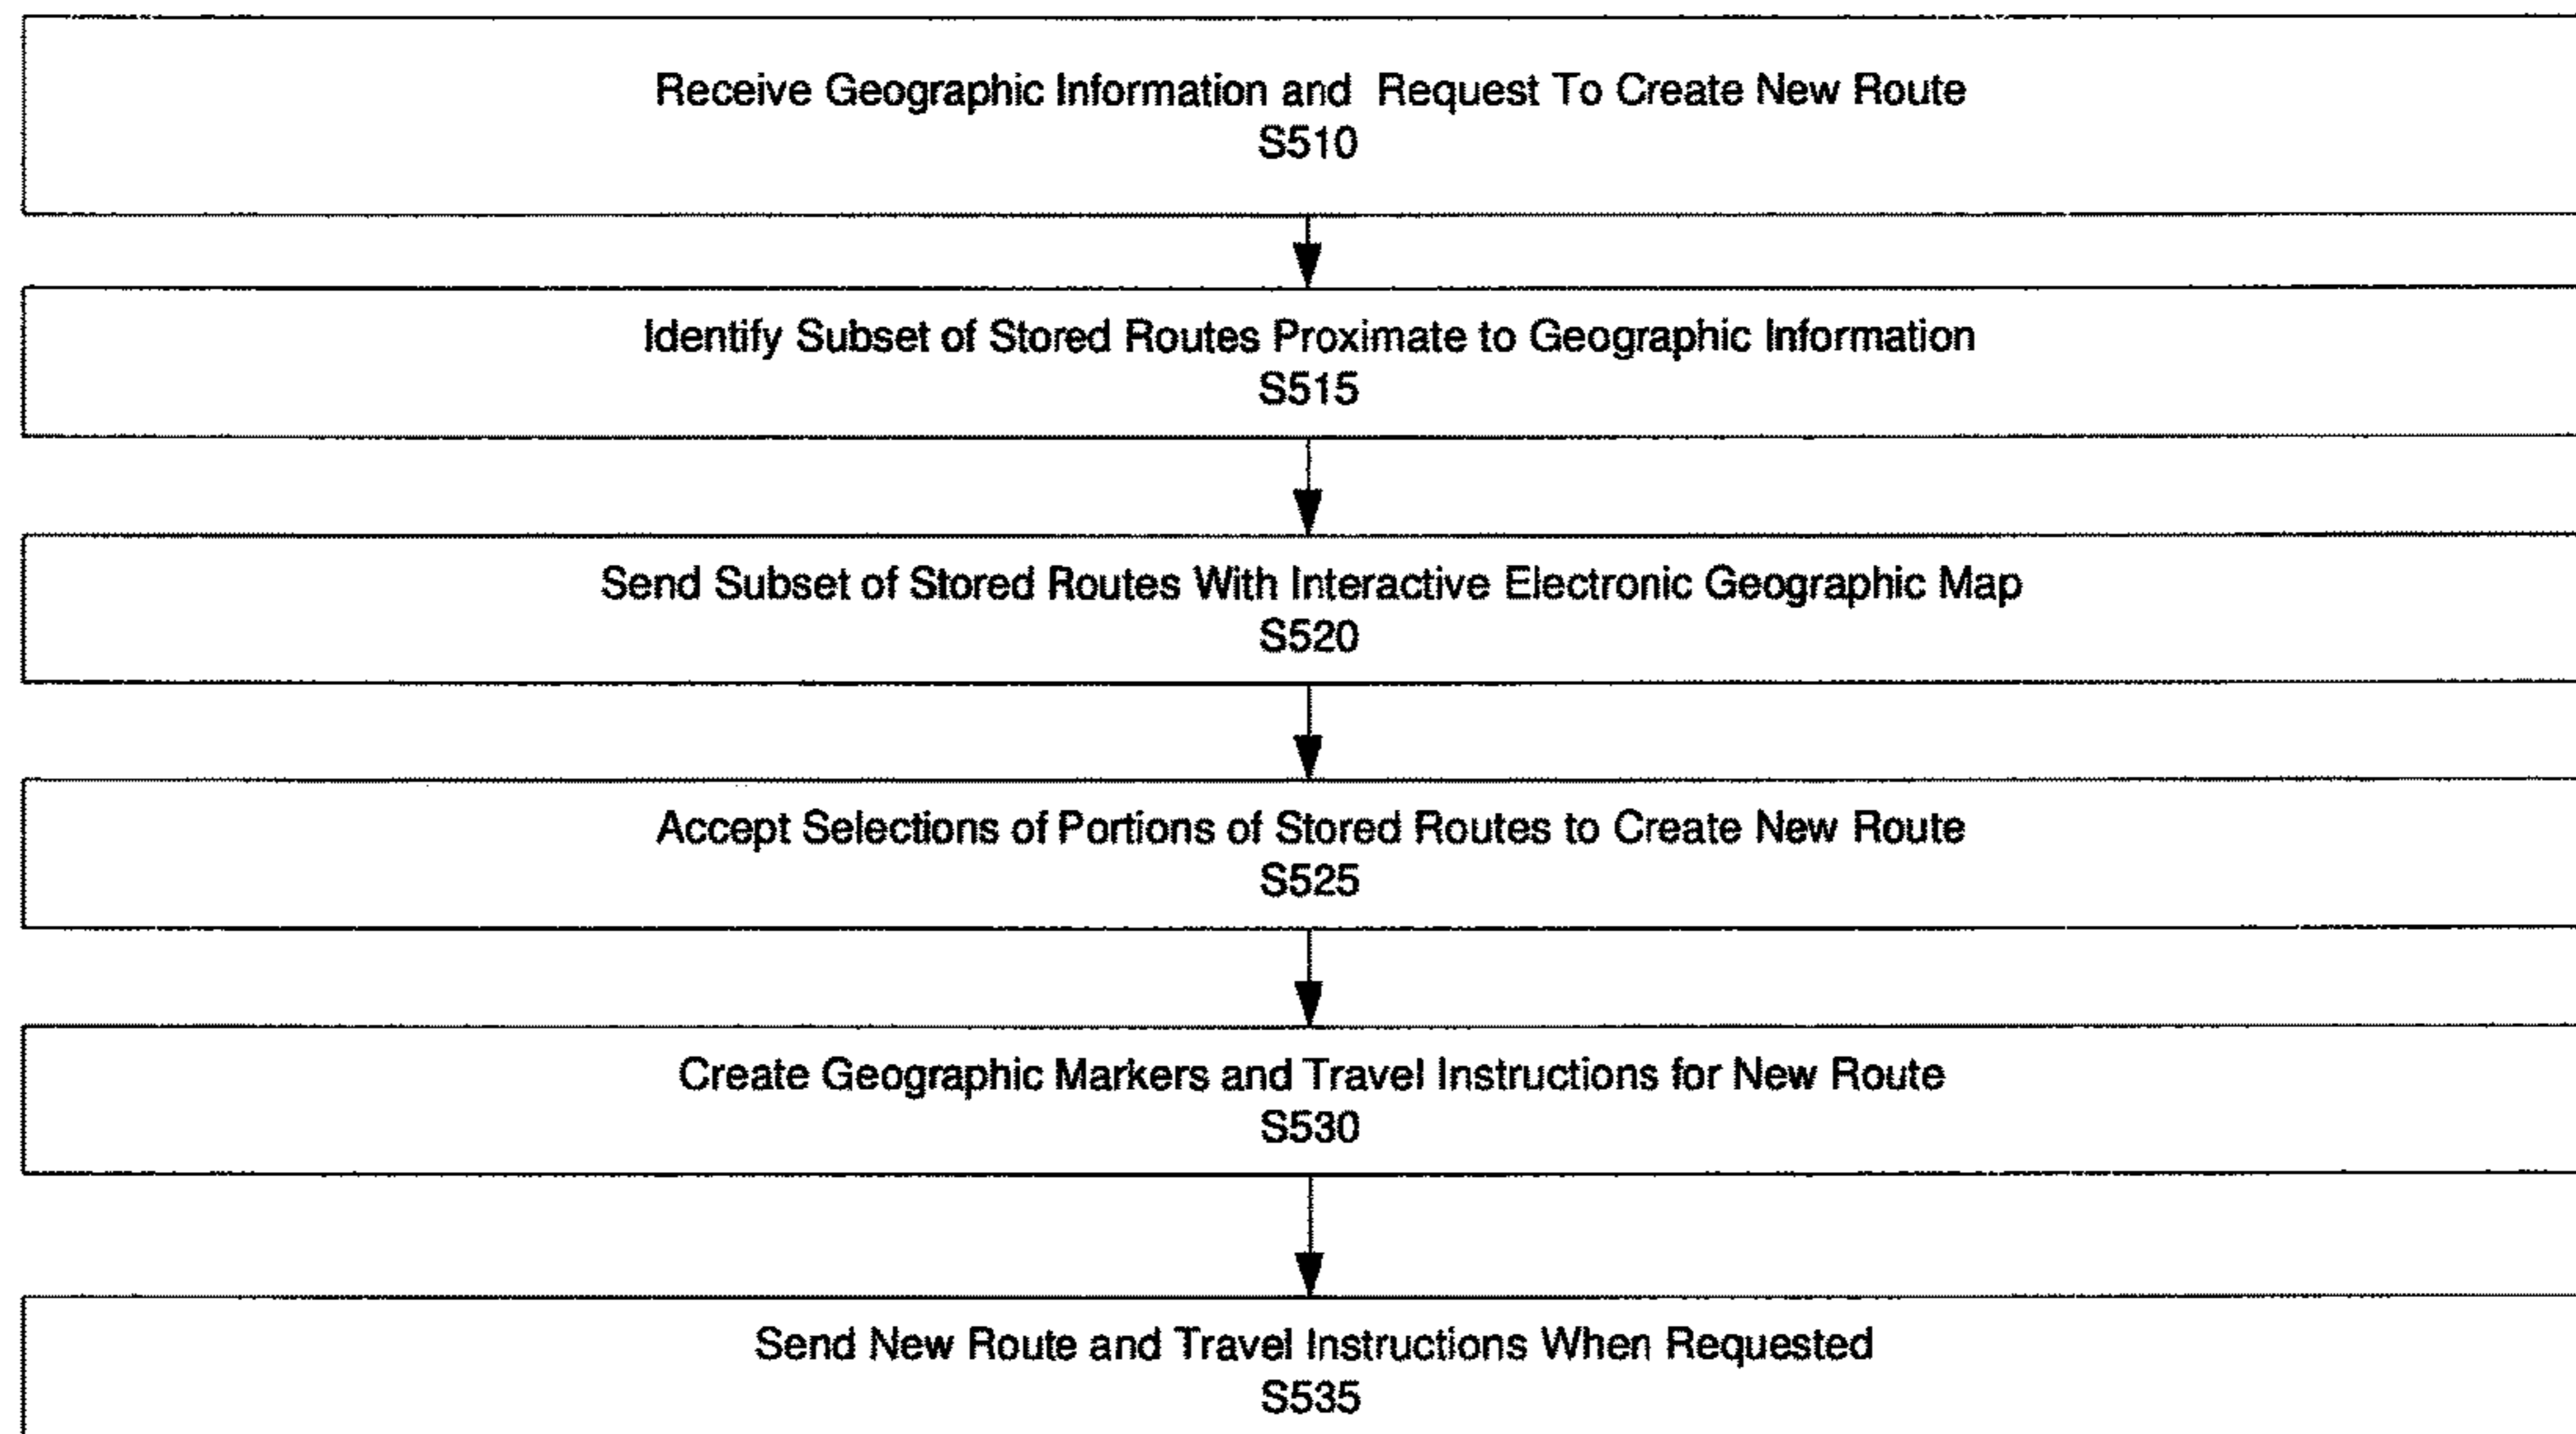 Receive Geographic Information and Request To Create New Route
S510
Identify Subset of Stored Routes Proximate to Geographic Information
S515
Send Subset of Stored Routes With Interactive Electronic Geographic Map
S520
Accept Selections of Portions of Stored Routes to Create New Route
S525
Create Geographic Markers and Travel Instructions for New Route
S530
Send New Route and Travel Instructions When Requested
S535